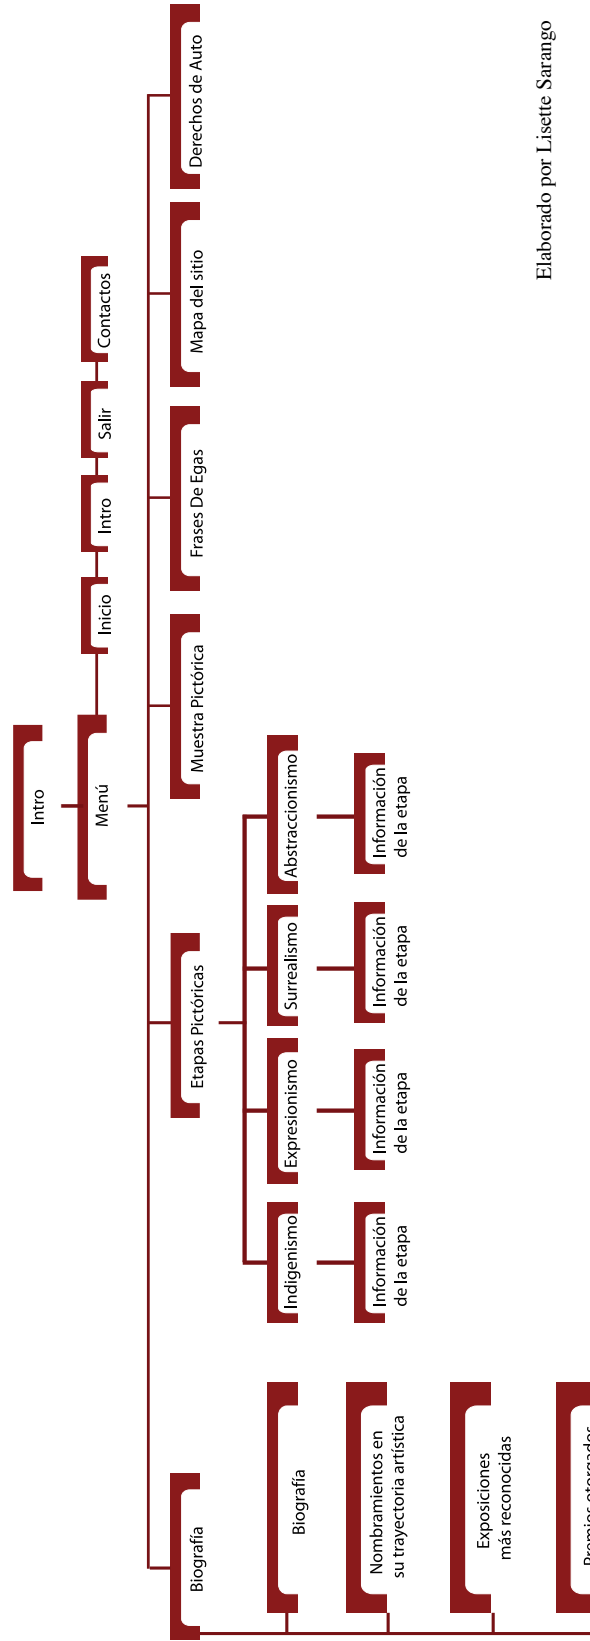 Intro
Menú
Inicio
Intro
Salir
Contactos
Biografía
Etapas Pictóricas
Muestra Pictórica
Frases De Egas
Mapa del sitio
Derechos de Auto
Biografía
Nombramientos en
su trayectoria artística
Exposiciones
más reconocidas
Premios otorgados
Indigenismo
Expresionismo
Surrealismo
Abstraccionismo
Información
de la etapa
Información
de la etapa
Información
de la etapa
Información
de la etapa
Elaborado por Lisette Sarango